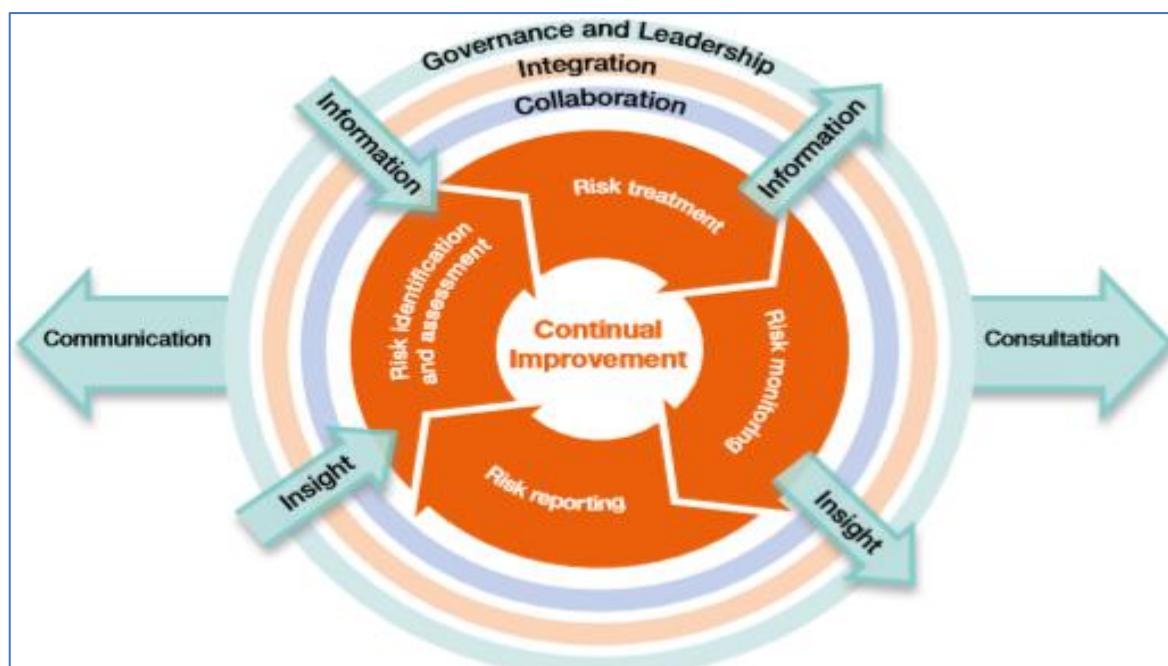 Governance and Leadership
Integration
Collaboration
Information
Information
Risk treatment
Risk identification
and assessment
Continual
Improvement
Risk monitoring
Communication
Consultation
Insight
Risk reporting
Insight